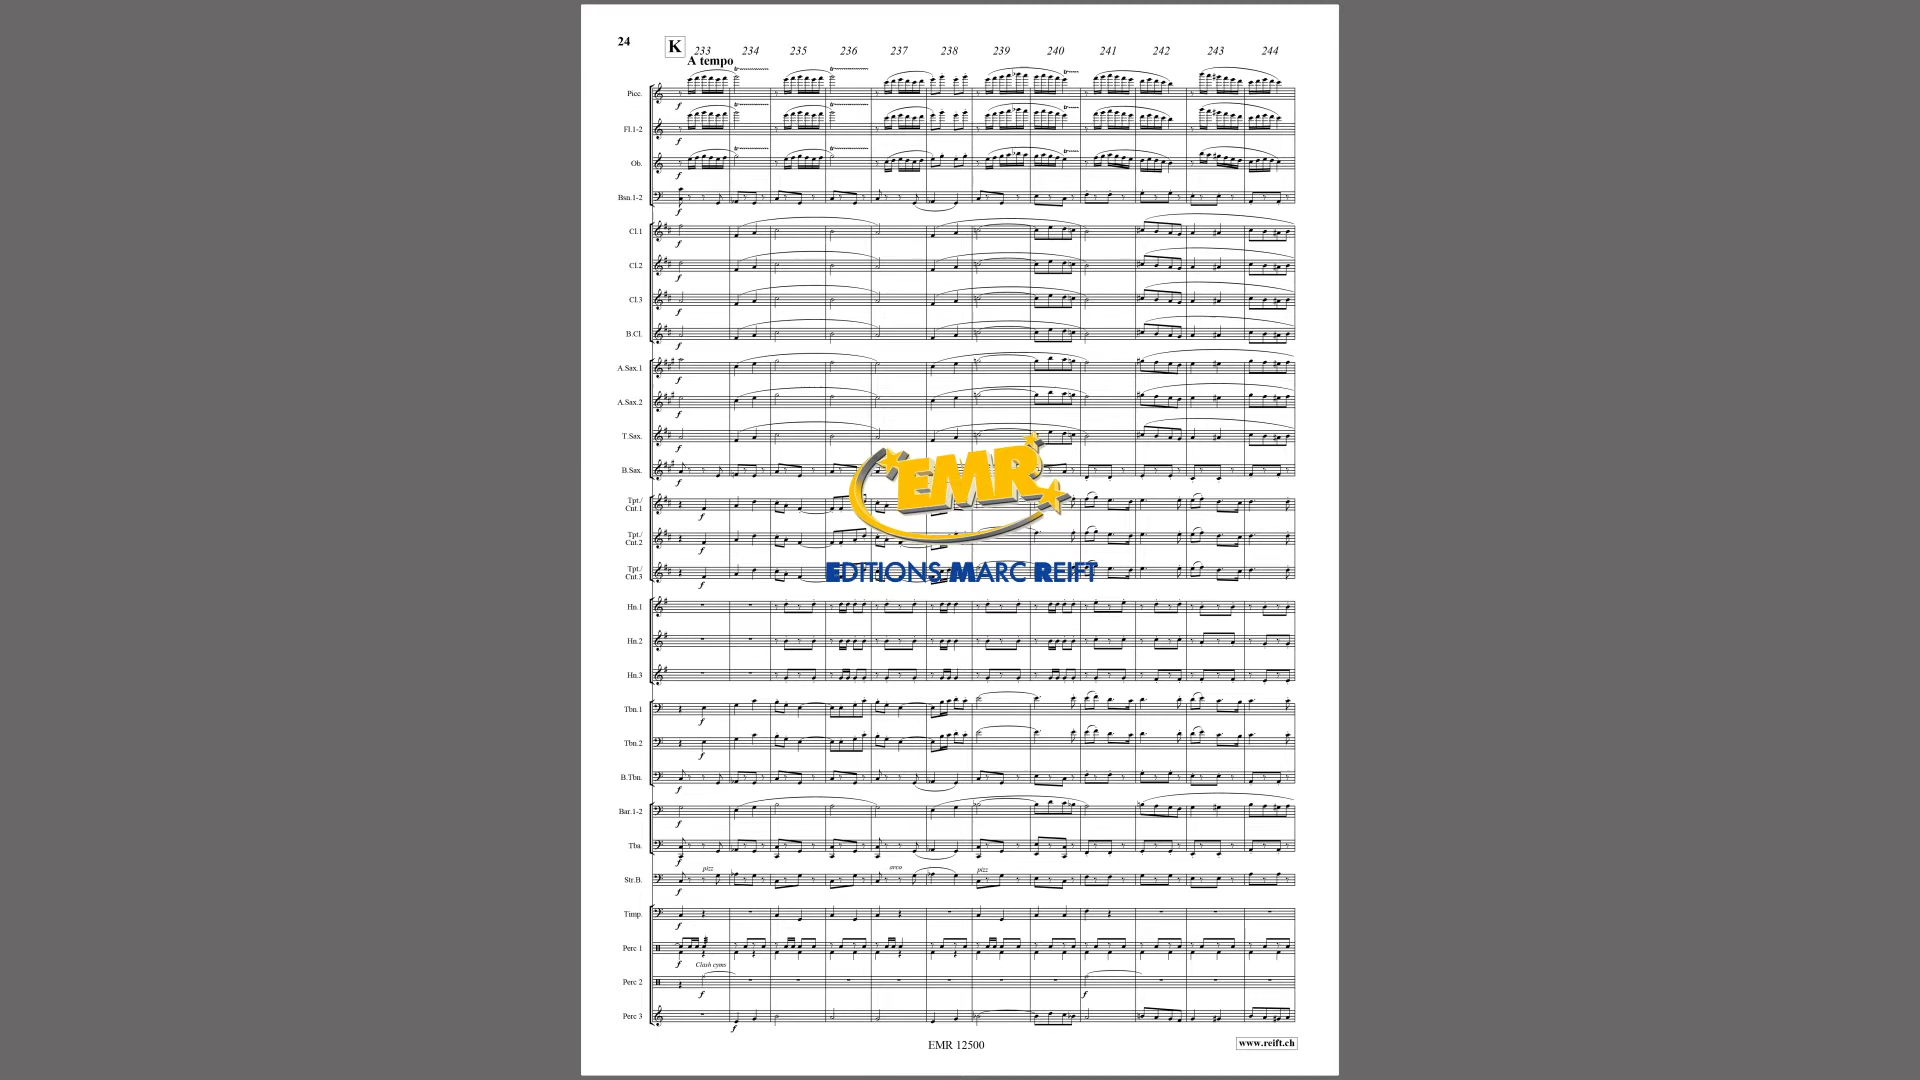 24
K
233 234 235 236 237 238 239 240 241 242 243 244
A tempo
Picc.
f
Fl.1-2
f
Ob.
f
Bsn.1-2
f
Cl.1
f
Cl.2
f
Cl.3
f
B.Cl.
f
A.Sax.1
f
A.Sax.2
f
T.Sax.
f
B.Sax.
f
Tpt./
Cnt.1
f
Tpt./
Cnt.2
f
Tpt./
Cnt.3
f
EMR
EDITIONS MARC REIFT
Hn.1
Hn.2
Hn.3
Tbn.1
f
Tbn.2
f
B.Tbn.
f
Bar.1-2
f
Tba.
f
pizz arco pizz
Str.B.
f
Timp.
f
Perc 1
f
Clash cyms
Perc 2
f f
Perc 3
f
EMR 12500
www.reift.ch